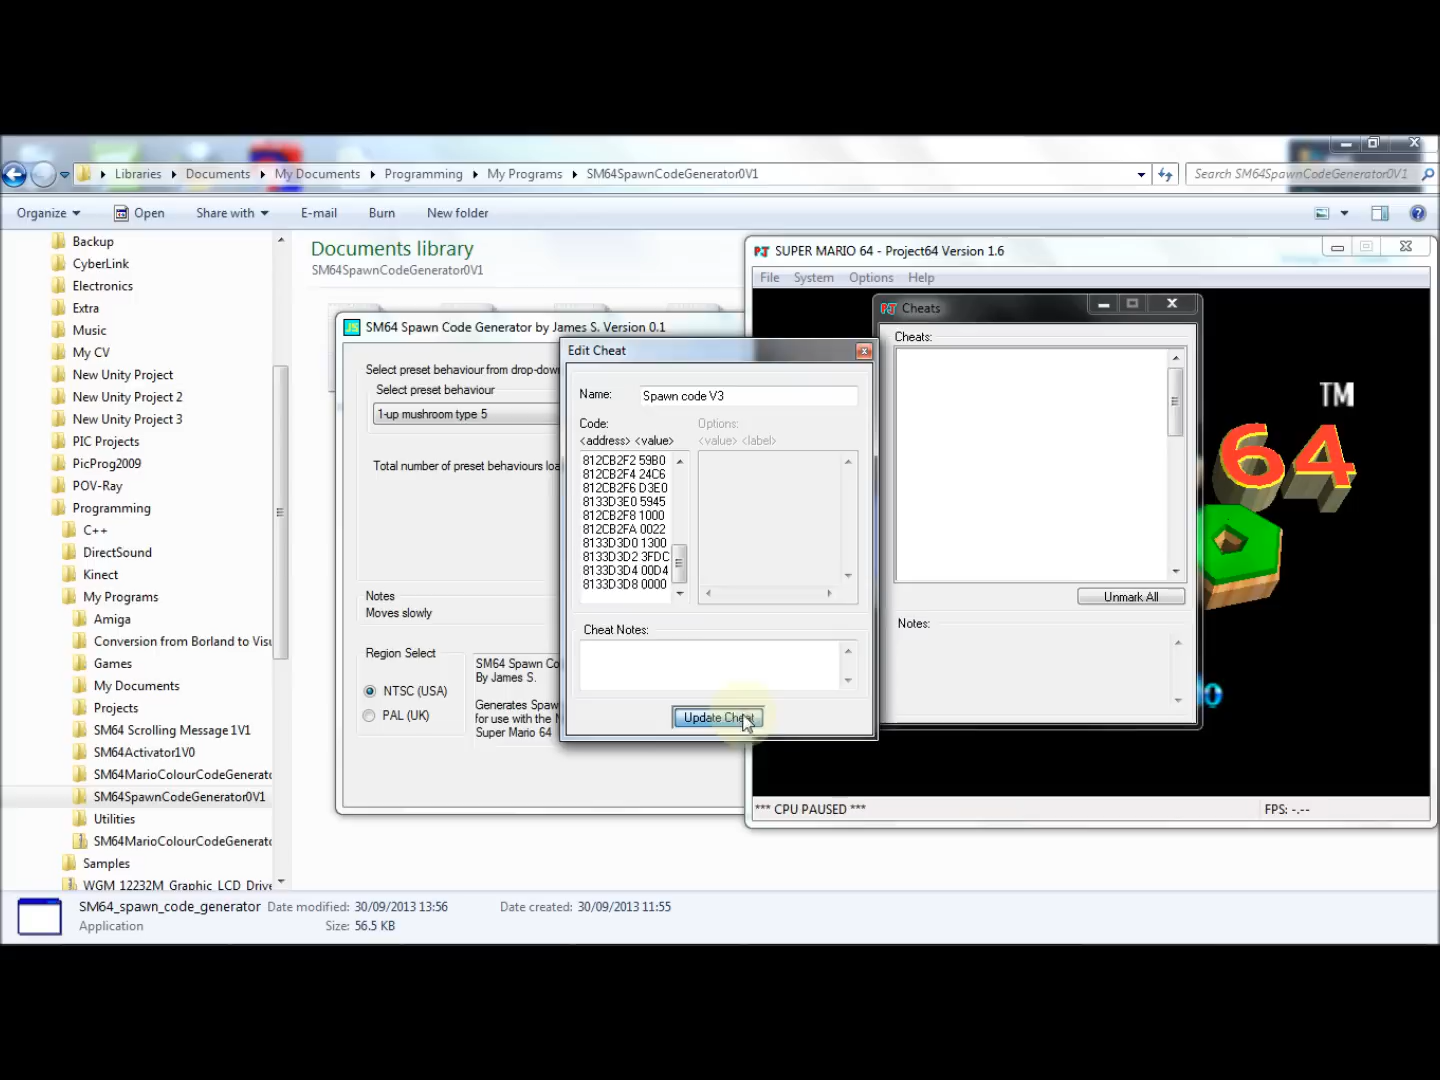 Libraries Documents My Documents Programming My Programs SM64SpawnCodeGenerator0V1
Search SM64SpawnCodeGenerator0V1
Organize Open Share with E-mail Burn New folder
Backup
CyberLink
Electronics
Extra
Music
My CV
New Unity Project
New Unity Project 2
New Unity Project 3
PIC Projects
PicProg2009
POV-Ray
Programming
C++
DirectSound
Kinect
My Programs
Amiga
Conversion from Borland to Visu
Games
My Documents
Projects
SM64 Scrolling Message 1V1
SM64Activator1V0
SM64MarioColourCodeGenerato
SM64SpawnCodeGenerator0V1
Utilities
SM64MarioColourCodeGenerato
Samples
WGM 12232M Graphic LCD Drive
Documents library
SM64SpawnCodeGenerator0V1
JS SM64 Spawn Code Generator by James S. Version 0.1
Select preset behaviour from drop-dow
Select preset behaviour
1-up mushroom type 5
Total number of preset behaviours loa
Notes
Moves slowly
Region Select
NTSC (USA)
PAL (UK)
SM64 Spawn Co
By James S.
Generates Spaw
for use with the N
Super Mario 64
Edit Cheat
Name: Spawn code V3
Code:
<address> <value>
Options:
<value> <label>
812CB2F2 59B0
812CB2F4 24C6
812CB2F6 D3E0
8133D3E0 5945
812CB2F8 1000
812CB2FA 0022
8133D3D0 1300
8133D3D2 3FDC
8133D3D4 00D4
8133D3D8 0000
Cheat Notes:
Update Cheat
SUPER MARIO 64 - Project64 Version 1.6
File System Options Help
Cheats
Cheats:
Unmark All
Notes:
TM
64
*** CPU PAUSED ***
FPS: -.--
SM64_spawn_code_generator Date modified: 30/09/2013 13:56 Date created: 30/09/2013 11:55
Application Size: 56.5 KB